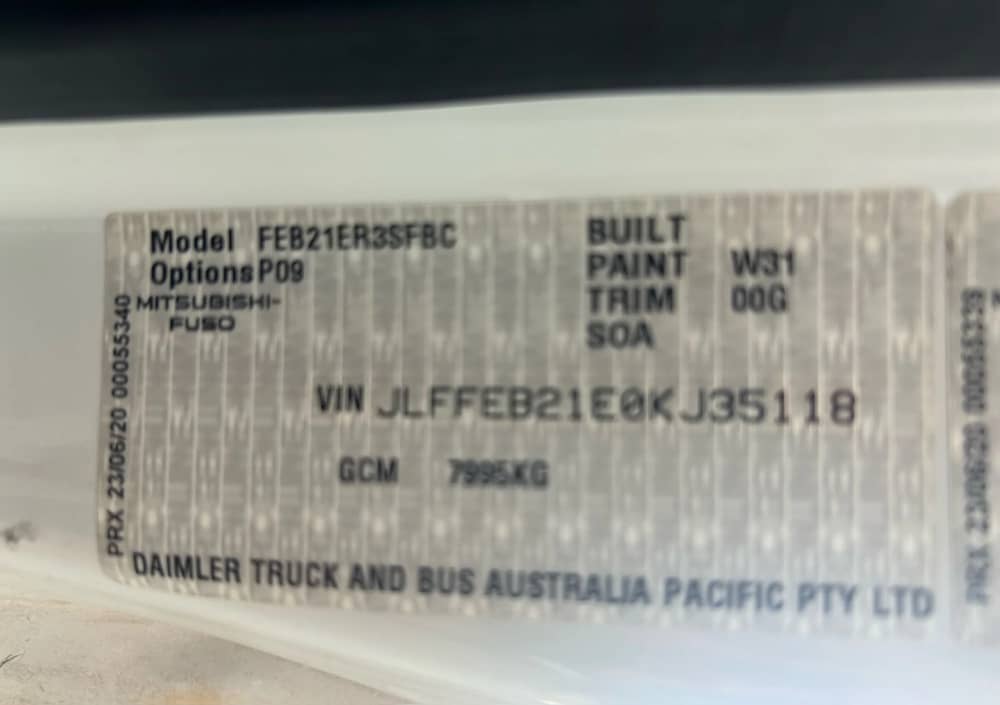 Model FEB21ER3SFBC
Options P09
MITSUBISHI-
FUSO
BUILT
PAINT W31
TRIM 00G
SOA
VIN JLFFEB21E0KJ35118
GCM 7995KG
DAIMLER TRUCK AND BUS AUSTRALIA PACIFIC PTY LTD
PRX 23/06/20 00055340
PRX 23/06/20 00055339